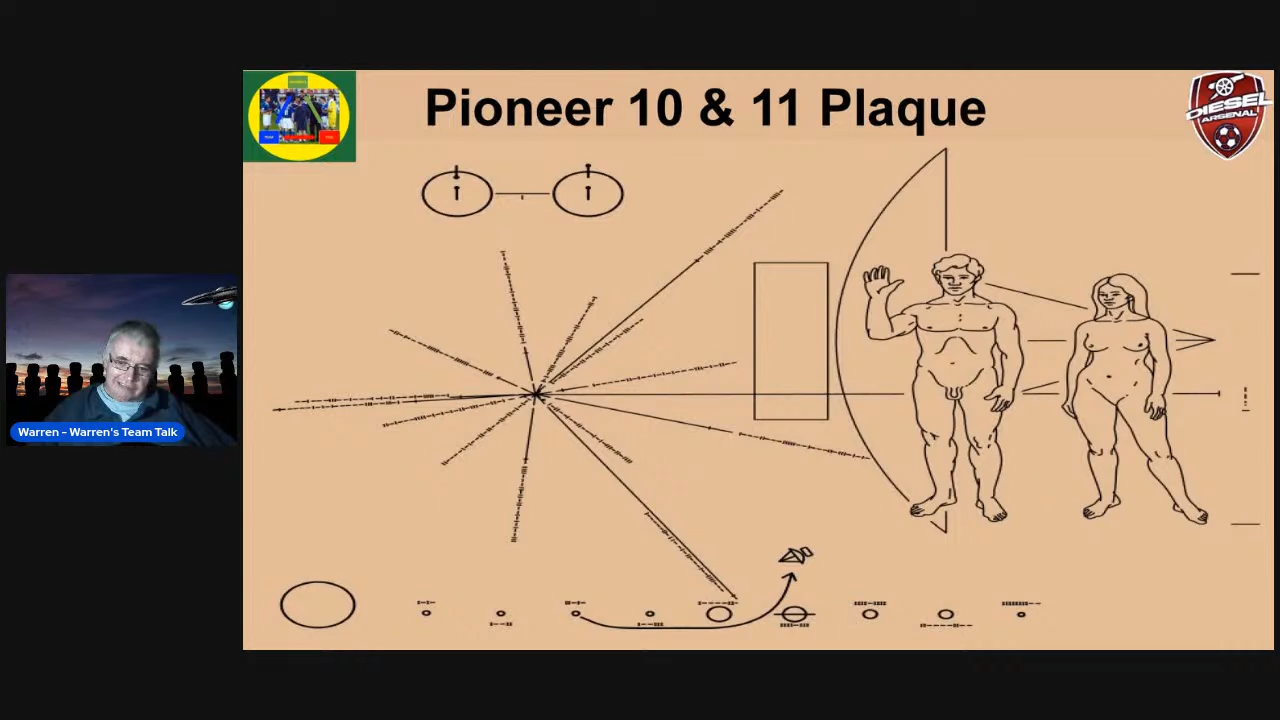 Pioneer 10 & 11 Plaque
DIESEL
ARSENAL
Warren - Warren's Team Talk